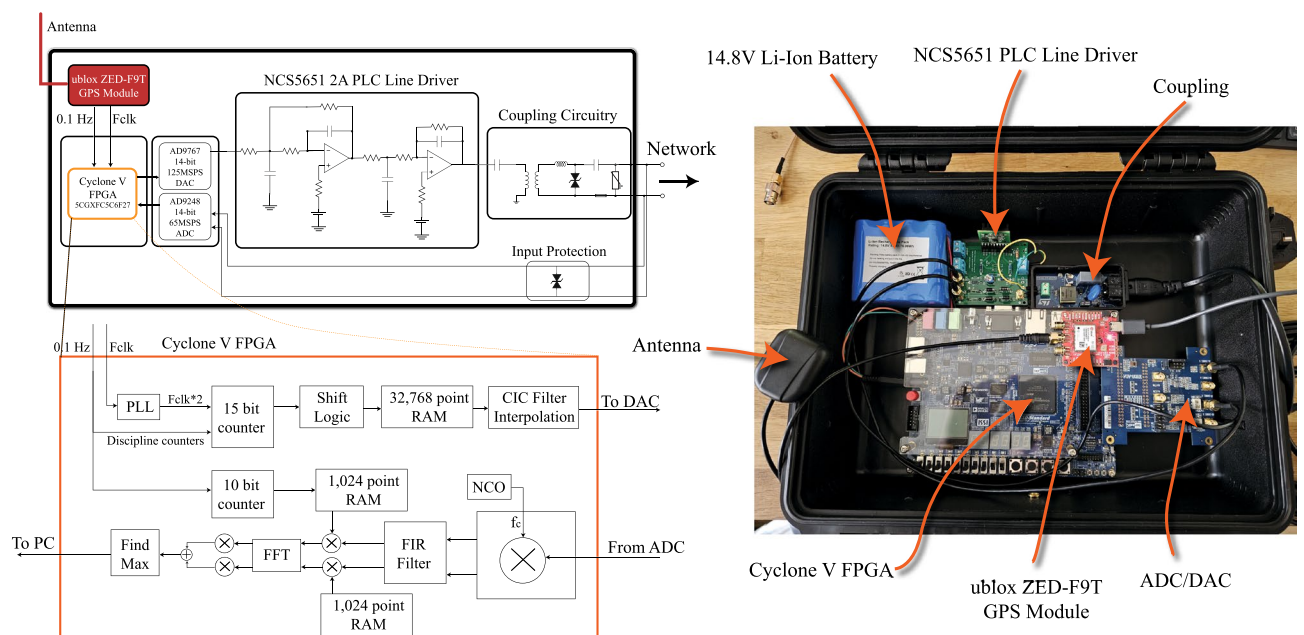 Antenna
ublox ZED-F9T
GPS Module
0.1 Hz
Fclk
Cyclone V
FPGA
5CGXFC5C6F27
AD9767
14-bit
125MSPS
DAC
AD9248
14-bit
65MSPS
ADC
NCS5651 2A PLC Line Driver
Coupling Circuitry
Network
Input Protection
0.1 Hz
Fclk
Cyclone V FPGA
PLL
Fclk*2
Discipline counters
15 bit
counter
Shift
Logic
32,768 point
RAM
CIC Filter
Interpolation
To DAC
10 bit
counter
1,024 point
RAM
NCO
fc
To PC
Find
Max
FFT
FIR
Filter
From ADC
1,024 point
RAM
14.8V Li-Ion Battery
NCS5651 PLC Line Driver
Coupling
Antenna
Cyclone V FPGA
ublox ZED-F9T
GPS Module
ADC/DAC